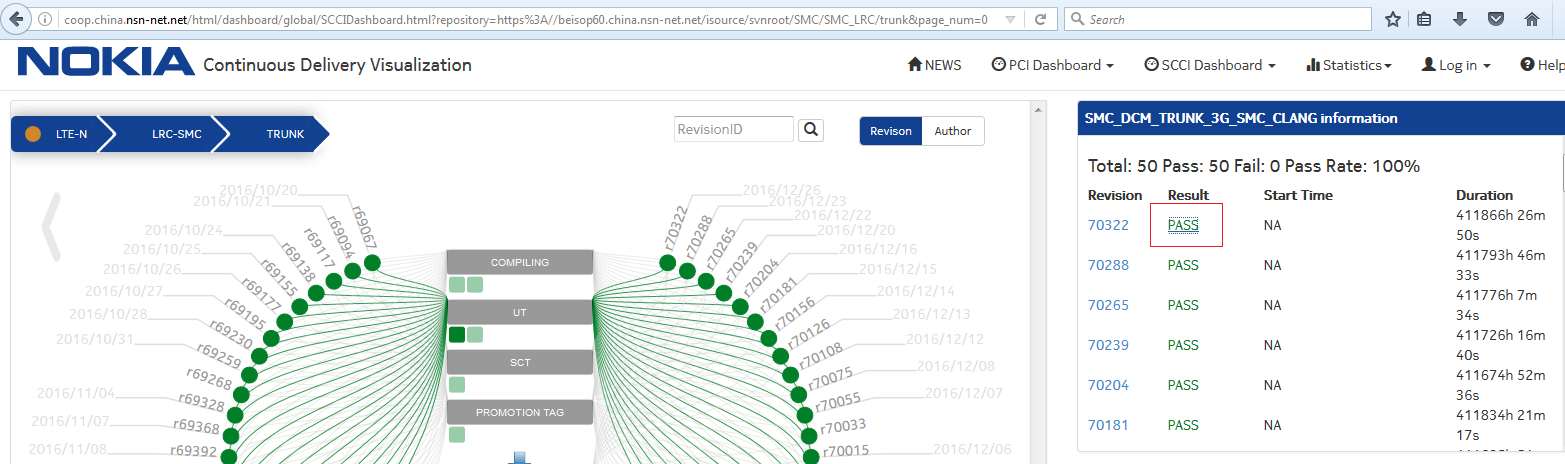 coop.china.nsn-net.net/html/dashboard/global/SCCIDashboard.html?repository=https%3A//beisop60.china.nsn-net.net/isource/svnroot/SMC/SMC_LRC/trunk&page_num=0
Search
NOKIA Continuous Delivery Visualization
NEWS
PCI Dashboard
SCCI Dashboard
Statistics
Log in
Help
LTE-N
LRC-SMC
TRUNK
RevisionID
Revison
Author
2016/10/20
2016/10/21
2016/10/24
2016/10/25
2016/10/26
2016/10/27
2016/10/28
2016/10/31
2016/11/04
2016/11/07
2016/11/08
r69067
r69094
r69117
r69138
r69155
r69177
r69195
r69230
r69259
r69268
r69328
r69368
r69392
COMPILING
UT
SCT
PROMOTION TAG
r70322
r70288
r70265
r70239
r70204
r70181
r70156
r70126
r70108
r70075
r70055
r70033
r70015
2016/12/26
2016/12/23
2016/12/22
2016/12/20
2016/12/16
2016/12/15
2016/12/14
2016/12/13
2016/12/12
2016/12/08
2016/12/07
2016/12/06
SMC_DCM_TRUNK_3G_SMC_CLANG information
Total: 50 Pass: 50 Fail: 0 Pass Rate: 100%
Revision Result Start Time Duration
70322 PASS NA 411866h 26m
50s
70288 PASS NA 411793h 46m
33s
70265 PASS NA 411776h 7m
34s
70239 PASS NA 411726h 16m
40s
70204 PASS NA 411674h 52m
36s
70181 PASS NA 411834h 21m
17s